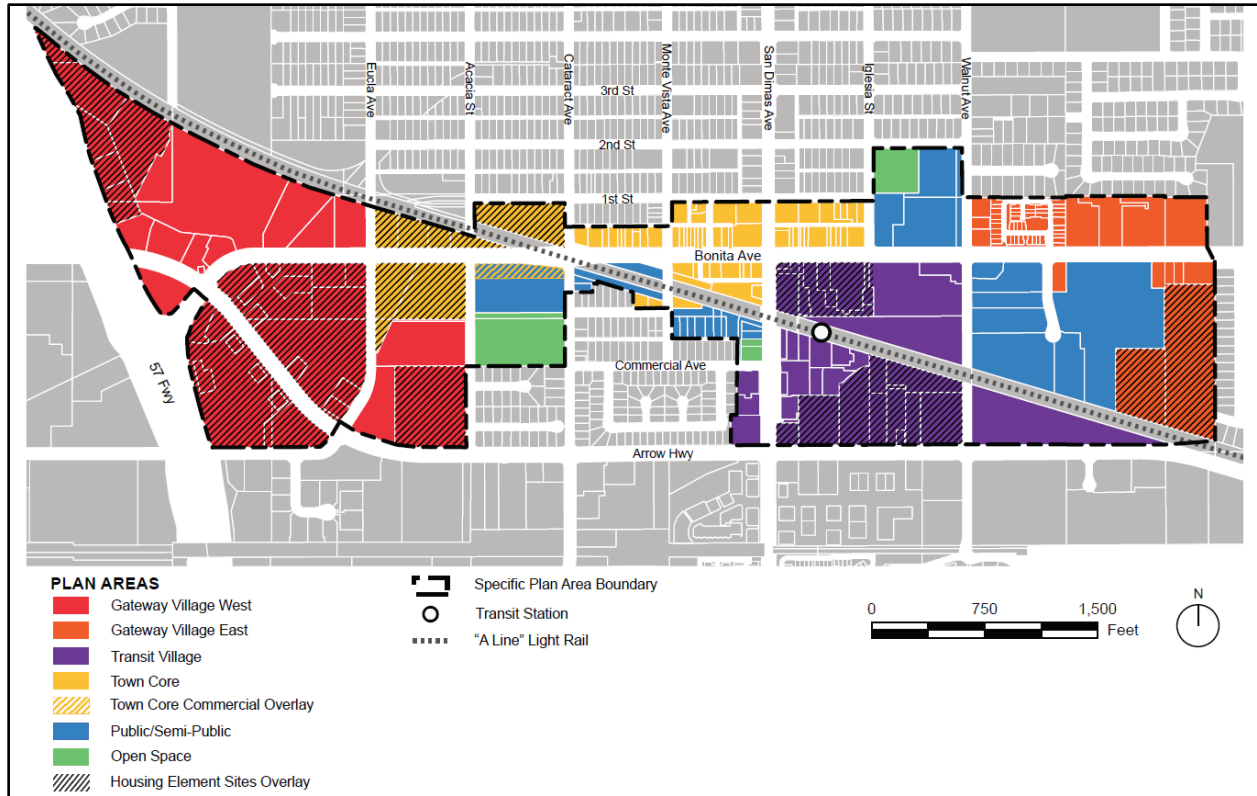 Eucla Ave
Acacia St
Cataract Ave
Monte Vista Ave
San Dimas Ave
Iglesia St
Walnut Ave
3rd St
2nd St
1st St
Bonita Ave
57 Fwy
Commercial Ave
Arrow Hwy
PLAN AREAS
Gateway Village West
Gateway Village East
Transit Village
Town Core
Town Core Commercial Overlay
Public/Semi-Public
Open Space
Housing Element Sites Overlay
Specific Plan Area Boundary
Transit Station
“A Line” Light Rail
0 750 1,500
Feet
N